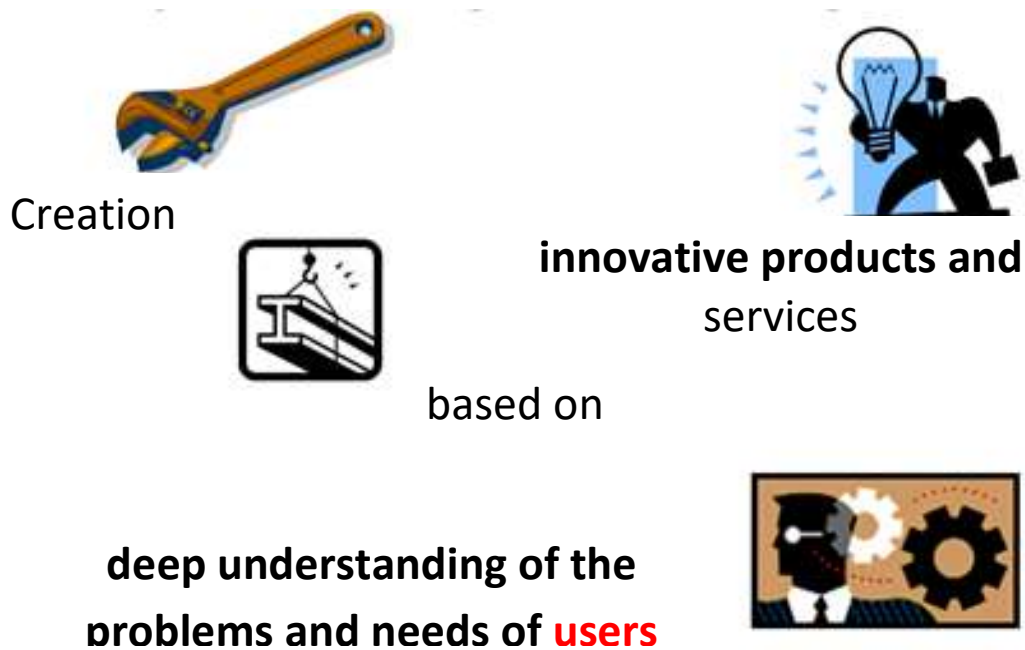 Creation
innovative products and
services
based on
deep understanding of the
problems and needs of users